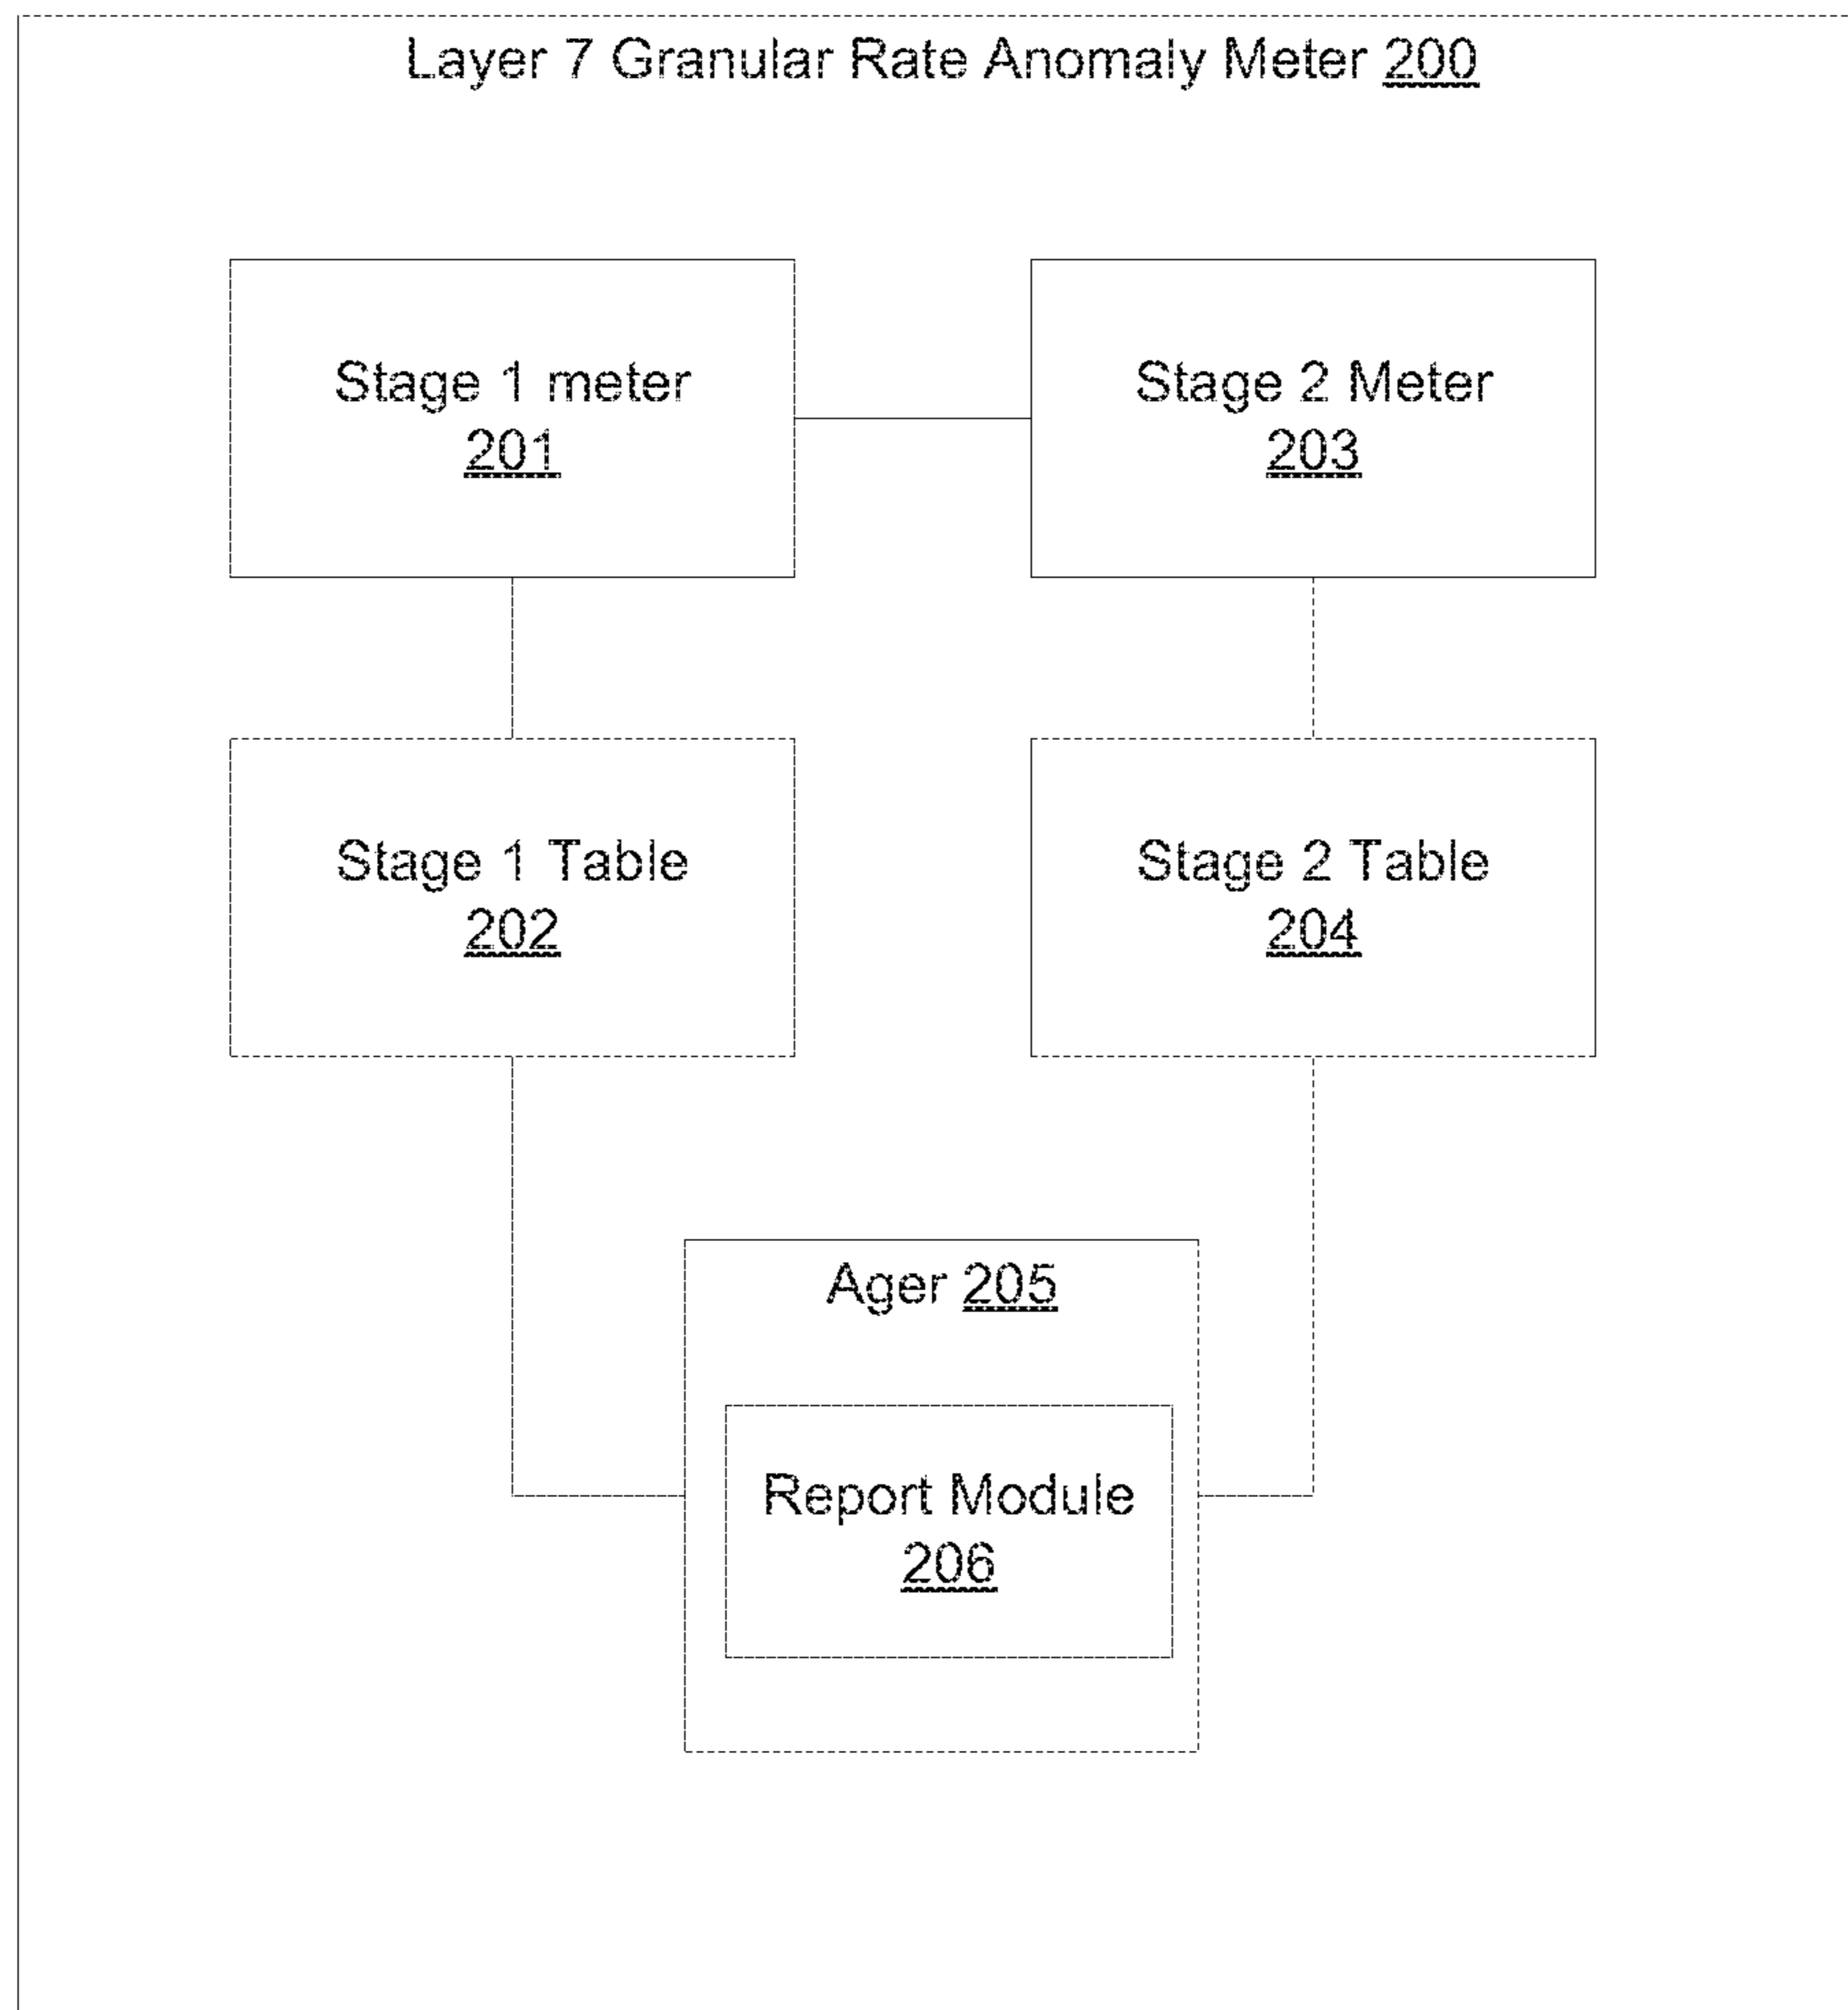 Layer 7 Granular Rate Anomaly Meter 200
Stage 1 meter
201
Stage 2 Meter
203
Stage 1 Table
202
Stage 2 Table
204
Ager 205
Report Module
206